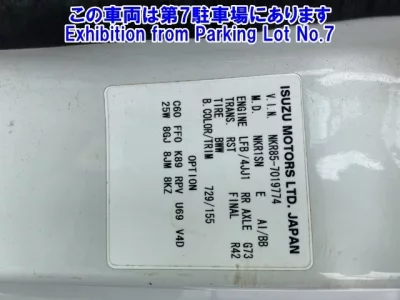 この車両は第7駐車場にあります
Exhibition from Parking Lot No.7
ISUZU MOTORS LTD. JAPAN
V.I.N. NKR85-7019774
M.D. NKR1SN E A1/BB
ENGINE LFB/4JJ1 RR AXLE G73
TRANS. RST FINAL R42
TIRE BWW
B.COLOR/TRIM 729/155
OPTION
C60 FF0 K89 RPV U69 V4D
25W 8GJ 8JM 8KZ